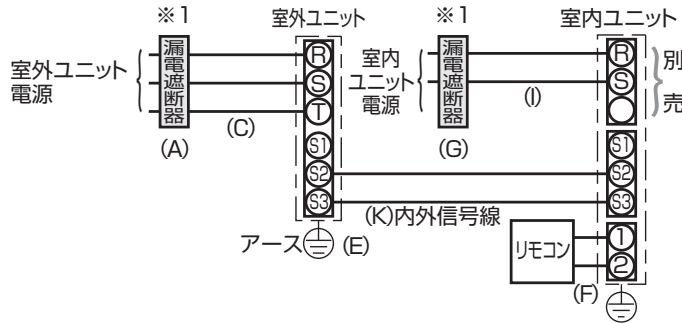 ※1
室外ユニット
※1
室内ユニット
室外ユニット
電源
漏電遮断器
R
S
T
S1
S2
S3
(A)
(C)
室内
ユニット
電源
漏電遮断器
(G)
(I)
R
S
別売
S1
S2
S3
(K)内外信号線
アース
(E)
リモコン
1
2
(F)